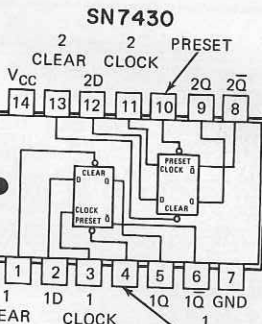 SN7430
2 CLEAR
2 CLOCK
PRESET
VCC
2D
2Q
2Q̅
14 13 12 11 10 9 8
PRESET
CLOCK Q̅
D Q
CLEAR
CLEAR
D Q
CLOCK
PRESET Q̅
1 2 3 4 5 6 7
1
EAR
1D
1
CLOCK
1Q
1Q̅
GND
1